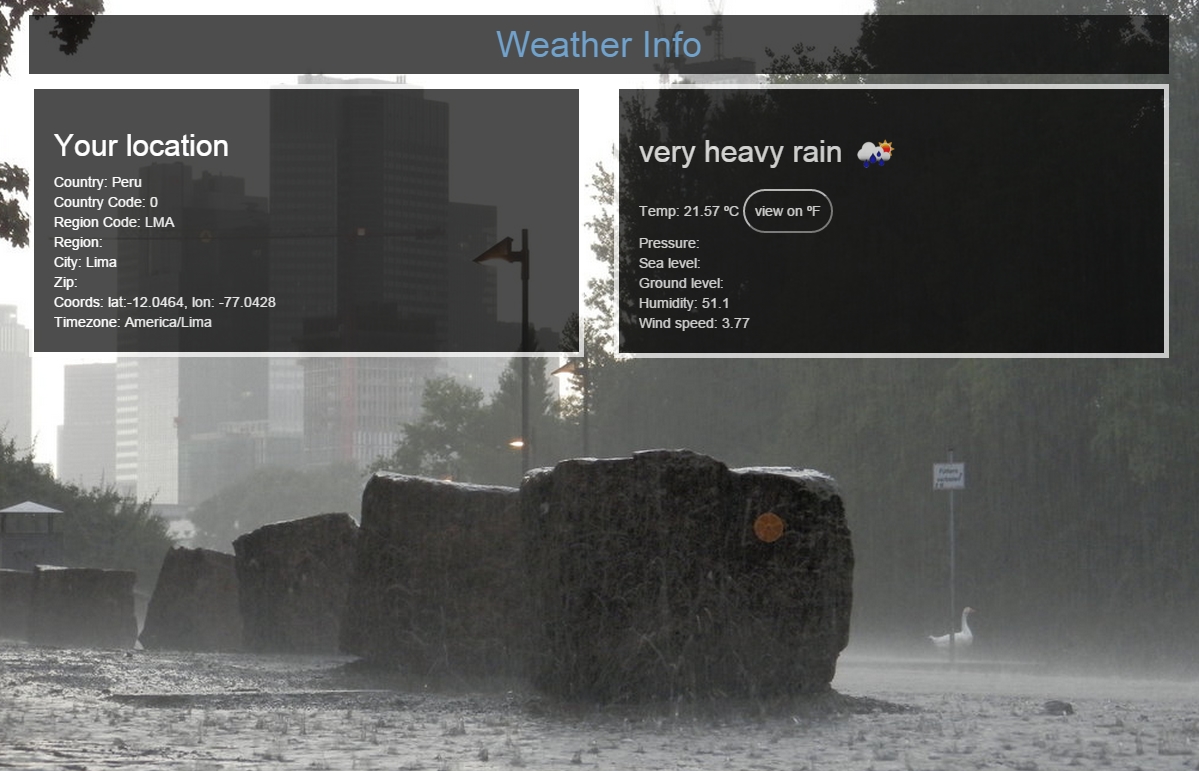 Weather Info
Your location
Country: Peru
Country Code: 0
Region Code: LMA
Region:
City: Lima
Zip:
Coords: lat:-12.0464, lon: -77.0428
Timezone: America/Lima
very heavy rain
Temp: 21.57 ºC view on ºF
Pressure:
Sea level:
Ground level:
Humidity: 51.1
Wind speed: 3.77